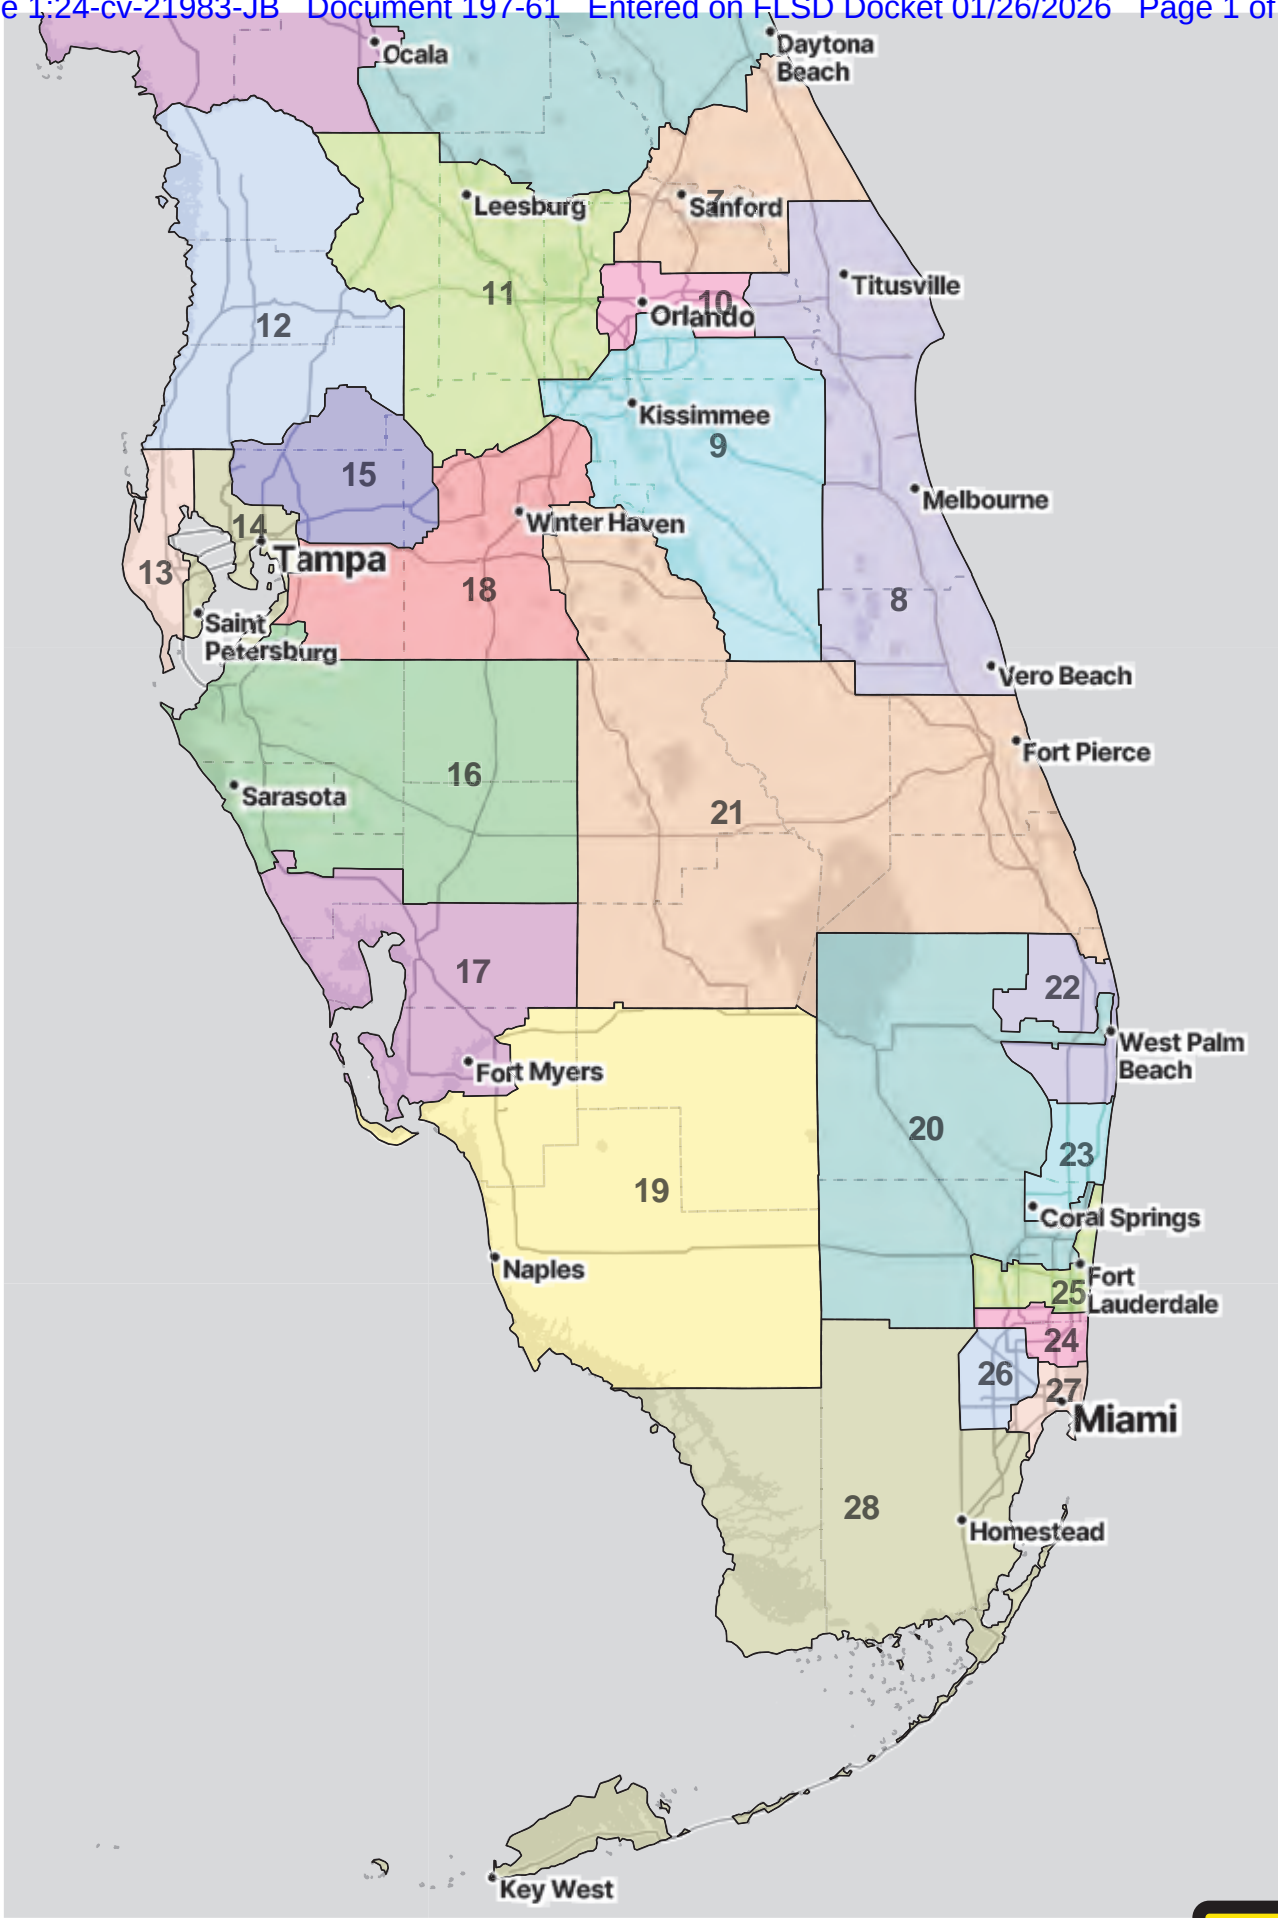 e 1:24-cv-21983-JB Document 197-61 Entered on FLSD Docket 01/26/2026 Page 1 of
Ocala
Daytona
Beach
Leesburg
7
Sanford
11
Titusville
10
Orlando
12
Kissimmee
9
15
Melbourne
14
Winter Haven
Tampa
13
18
8
Saint
Petersburg
Vero Beach
Fort Pierce
16
Sarasota
21
17
22
West Palm
Beach
Fort Myers
20
23
19
Coral Springs
Naples
Fort
Lauderdale
25
24
26
27
Miami
28
Homestead
Key West